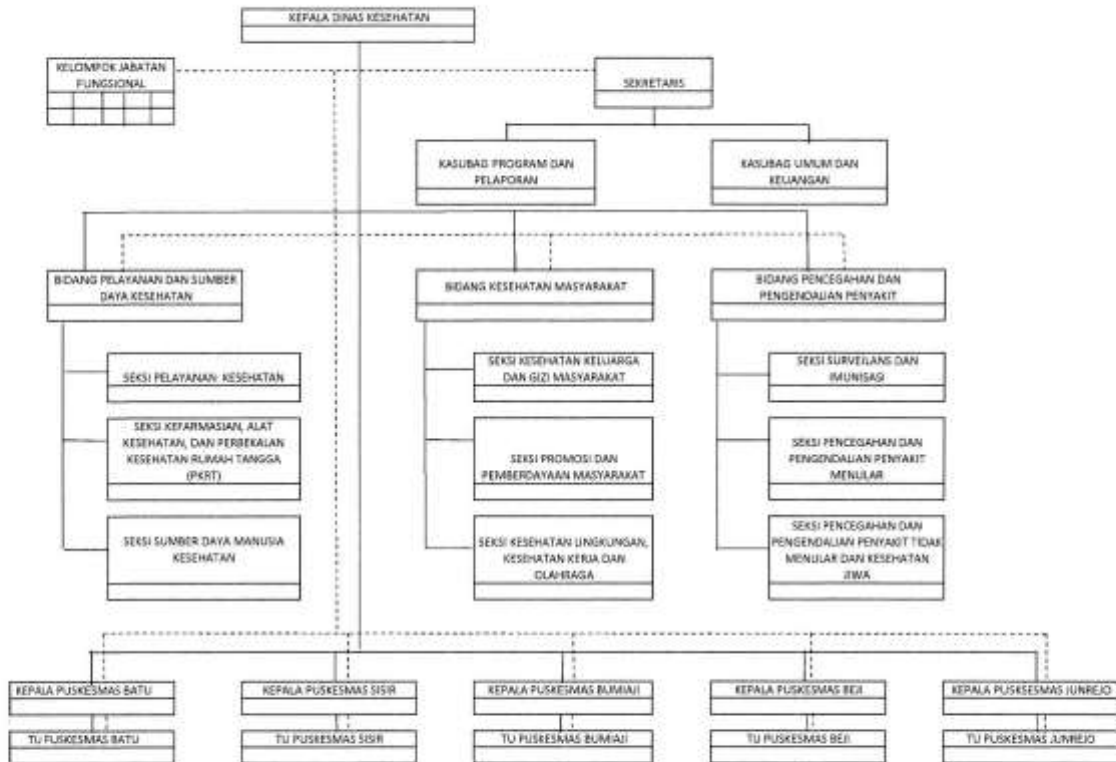 KEPALA DINAS KESEHATAN
KELOMPOK JABATAN
FUNGSIONAL
SEKRETARIS
KASUBAG PROGRAM DAN
PELAPORAN
KASUBAG UMUM DAN
KEUANGAN
BIDANG PELAYANAN DAN SUMBER
DAYA KESEHATAN
BIDANG KESEHATAN MASYARAKAT
BIDANG PENCEGAHAN DAN
PENGENDALIAN PENYAKIT
SEKSI PELAYANAN KESEHATAN
SEKSI KESEHATAN KELUARGA
DAN GIZI MASYARAKAT
SEKSI SURVEILANS DAN
IMUNISASI
SEKSI KEFARMASIAN, ALAT
KESEHATAN, DAN PERBEKALAN
KESEHATAN RUMAH TANGGA
(PKRT)
SEKSI PROMOSI DAN
PEMBERDAYAAN MASYARAKAT
SEKSI PENCEGAHAN DAN
PENGENDALIAN PENYAKIT
MENULAR
SEKSI SUMBER DAYA MANUSIA
KESEHATAN
SEKSI KESEHATAN LINGKUNGAN,
KESEHATAN KERJA DAN
OLAHRAGA
SEKSI PENCEGAHAN DAN
PENGENDALIAN PENYAKIT TIDAK
MENULAR DAN KESEHATAN
JIWA
KEPALA PUSKESMAS BATU
KEPALA PUSKESMAS SISIR
KEPALA PUSKESMAS BUMIAJI
KEPALA PUSKESMAS BEJI
KEPALA PUSKSESMAS JUNREJO
TU PUSKESMAS BATU
TU PUSKESMAS SISIR
TU PUSKESMAS BUMIAJI
TU PUSKESMAS BEJI
TU PUSKESMAS JUNREJO